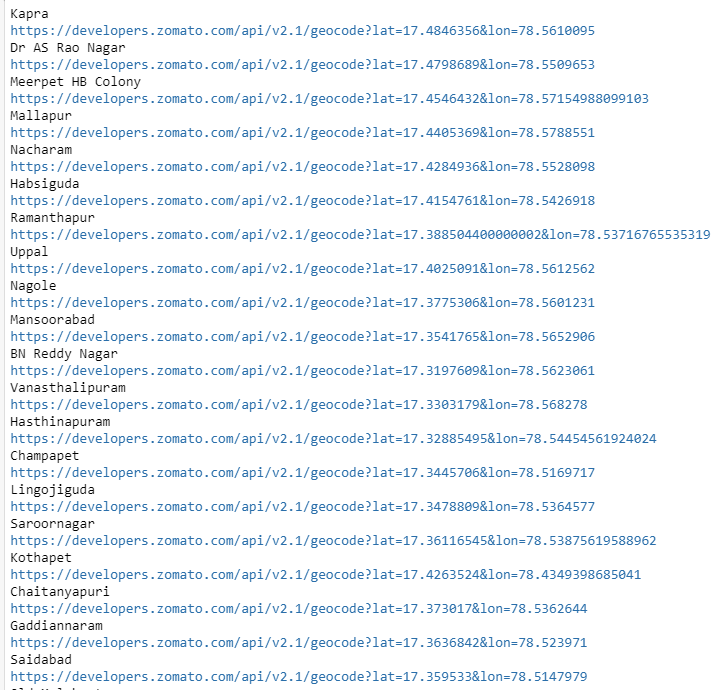 Kapra
https://developers.zomato.com/api/v2.1/geocode?lat=17.4846356&lon=78.5610095
Dr AS Rao Nagar
https://developers.zomato.com/api/v2.1/geocode?lat=17.4798689&lon=78.5509653
Meerpet HB Colony
https://developers.zomato.com/api/v2.1/geocode?lat=17.4546432&lon=78.57154988099103
Mallapur
https://developers.zomato.com/api/v2.1/geocode?lat=17.4405369&lon=78.5788551
Nacharam
https://developers.zomato.com/api/v2.1/geocode?lat=17.4284936&lon=78.5528098
Habsiguda
https://developers.zomato.com/api/v2.1/geocode?lat=17.4154761&lon=78.5426918
Ramanthapur
https://developers.zomato.com/api/v2.1/geocode?lat=17.388504400000002&lon=78.53716765535319
Uppal
https://developers.zomato.com/api/v2.1/geocode?lat=17.4025091&lon=78.5612562
Nagole
https://developers.zomato.com/api/v2.1/geocode?lat=17.3775306&lon=78.5601231
Mansoorabad
https://developers.zomato.com/api/v2.1/geocode?lat=17.3541765&lon=78.5652906
BN Reddy Nagar
https://developers.zomato.com/api/v2.1/geocode?lat=17.3197609&lon=78.5623061
Vanasthalipuram
https://developers.zomato.com/api/v2.1/geocode?lat=17.3303179&lon=78.568278
Hasthinapuram
https://developers.zomato.com/api/v2.1/geocode?lat=17.32885495&lon=78.54454561924024
Champapet
https://developers.zomato.com/api/v2.1/geocode?lat=17.3445706&lon=78.5169717
Lingojiguda
https://developers.zomato.com/api/v2.1/geocode?lat=17.3478809&lon=78.5364577
Saroornagar
https://developers.zomato.com/api/v2.1/geocode?lat=17.36116545&lon=78.53875619588962
Kothapet
https://developers.zomato.com/api/v2.1/geocode?lat=17.4263524&lon=78.4349398685041
Chaitanyapuri
https://developers.zomato.com/api/v2.1/geocode?lat=17.373017&lon=78.5362644
Gaddiannaram
https://developers.zomato.com/api/v2.1/geocode?lat=17.3636842&lon=78.523971
Saidabad
https://developers.zomato.com/api/v2.1/geocode?lat=17.359533&lon=78.5147979